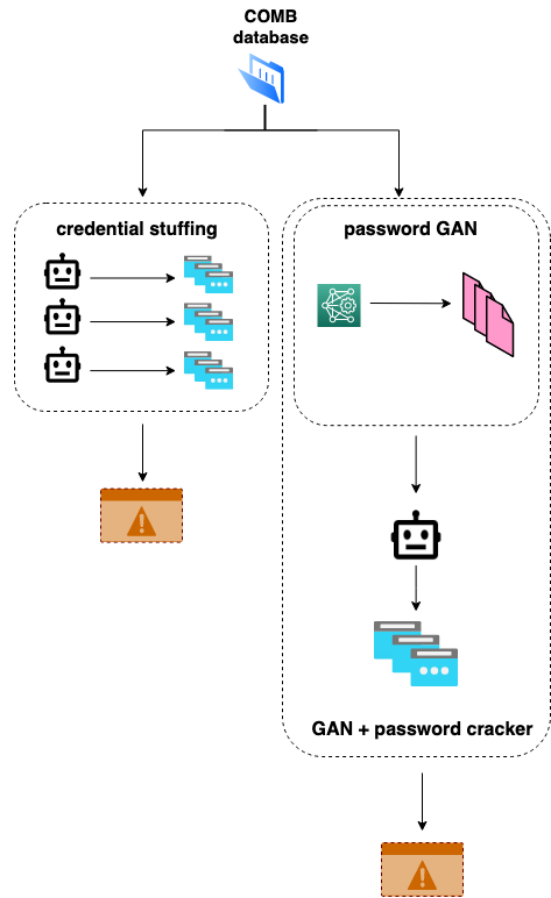 COMB
database
credential stuffing
password GAN
GAN + password cracker